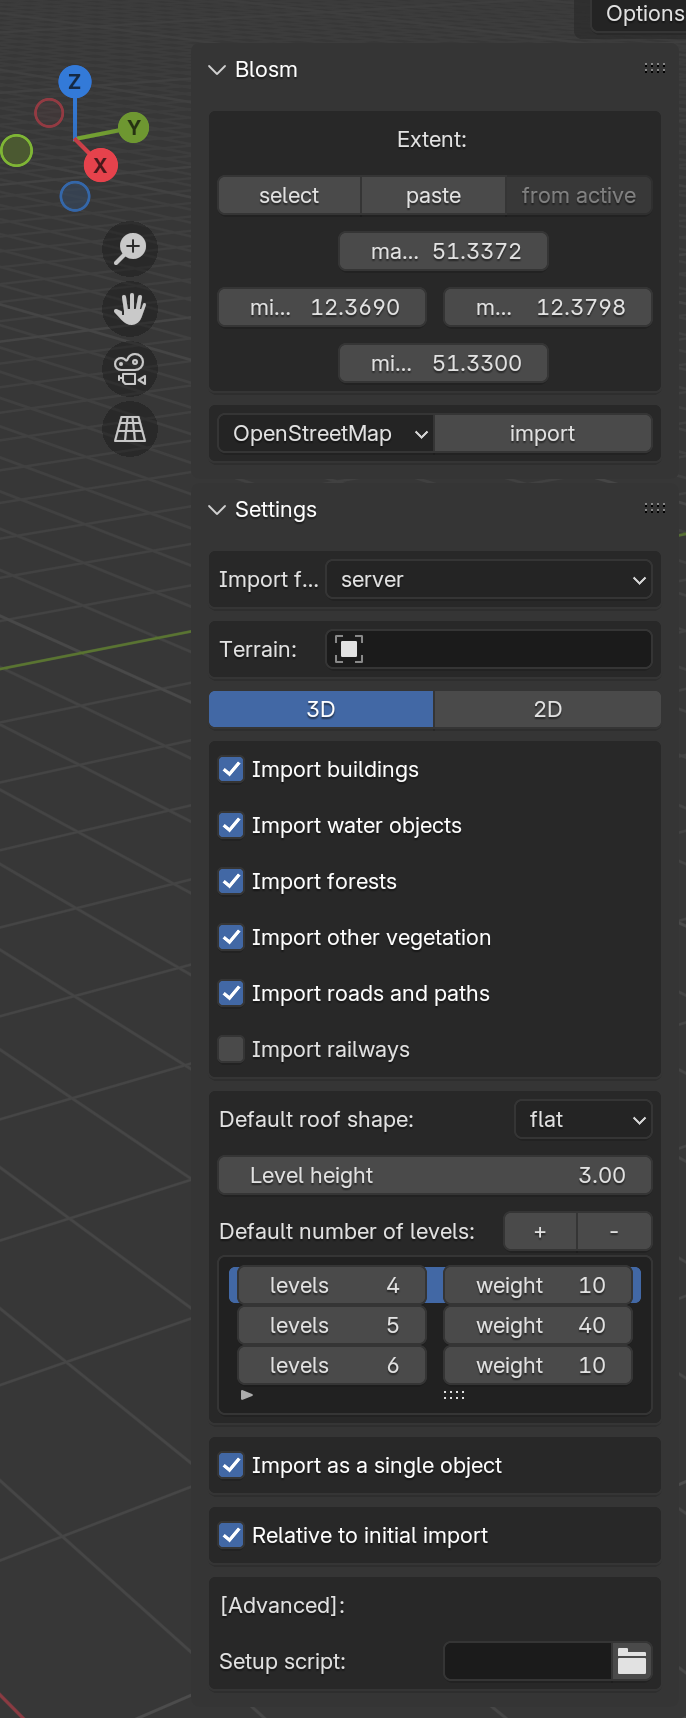 Options
Blosm
Z
Y
X
Extent:
select paste from active
ma... 51.3372
mi... 12.3690 m... 12.3798
mi... 51.3300
OpenStreetMap import
Settings
Import f... server
Terrain:
3D 2D
Import buildings
Import water objects
Import forests
Import other vegetation
Import roads and paths
Import railways
Default roof shape: flat
Level height 3.00
Default number of levels: + -
levels 4 weight 10
levels 5 weight 40
levels 6 weight 10
Import as a single object
Relative to initial import
[Advanced]:
Setup script: